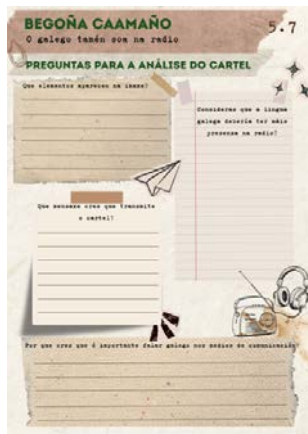 BEGOÑA CAAMAÑO
5.7
O galego tamén soa na radio
PREGUNTAS PARA A ANÁLISE DO CARTEL
Que elementos aparecen na imaxe?
Consideras que a lingua
galega debería ter máis
presenza na radio?
Que mensaxe cres que transmite
o cartel?
Por que cres que é importante falar galego nos medios de comunicación?